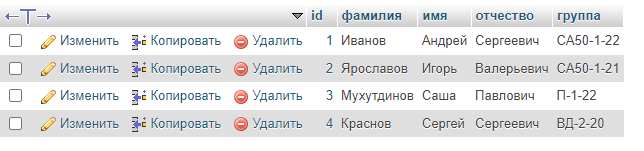 id фамилия имя отчество группа
Изменить Копировать Удалить 1 Иванов Андрей Сергеевич СА50-1-22
Изменить Копировать Удалить 2 Ярославов Игорь Валерьевич СА50-1-21
Изменить Копировать Удалить 3 Мухутдинов Саша Павлович П-1-22
Изменить Копировать Удалить 4 Краснов Сергей Сергеевич ВД-2-20